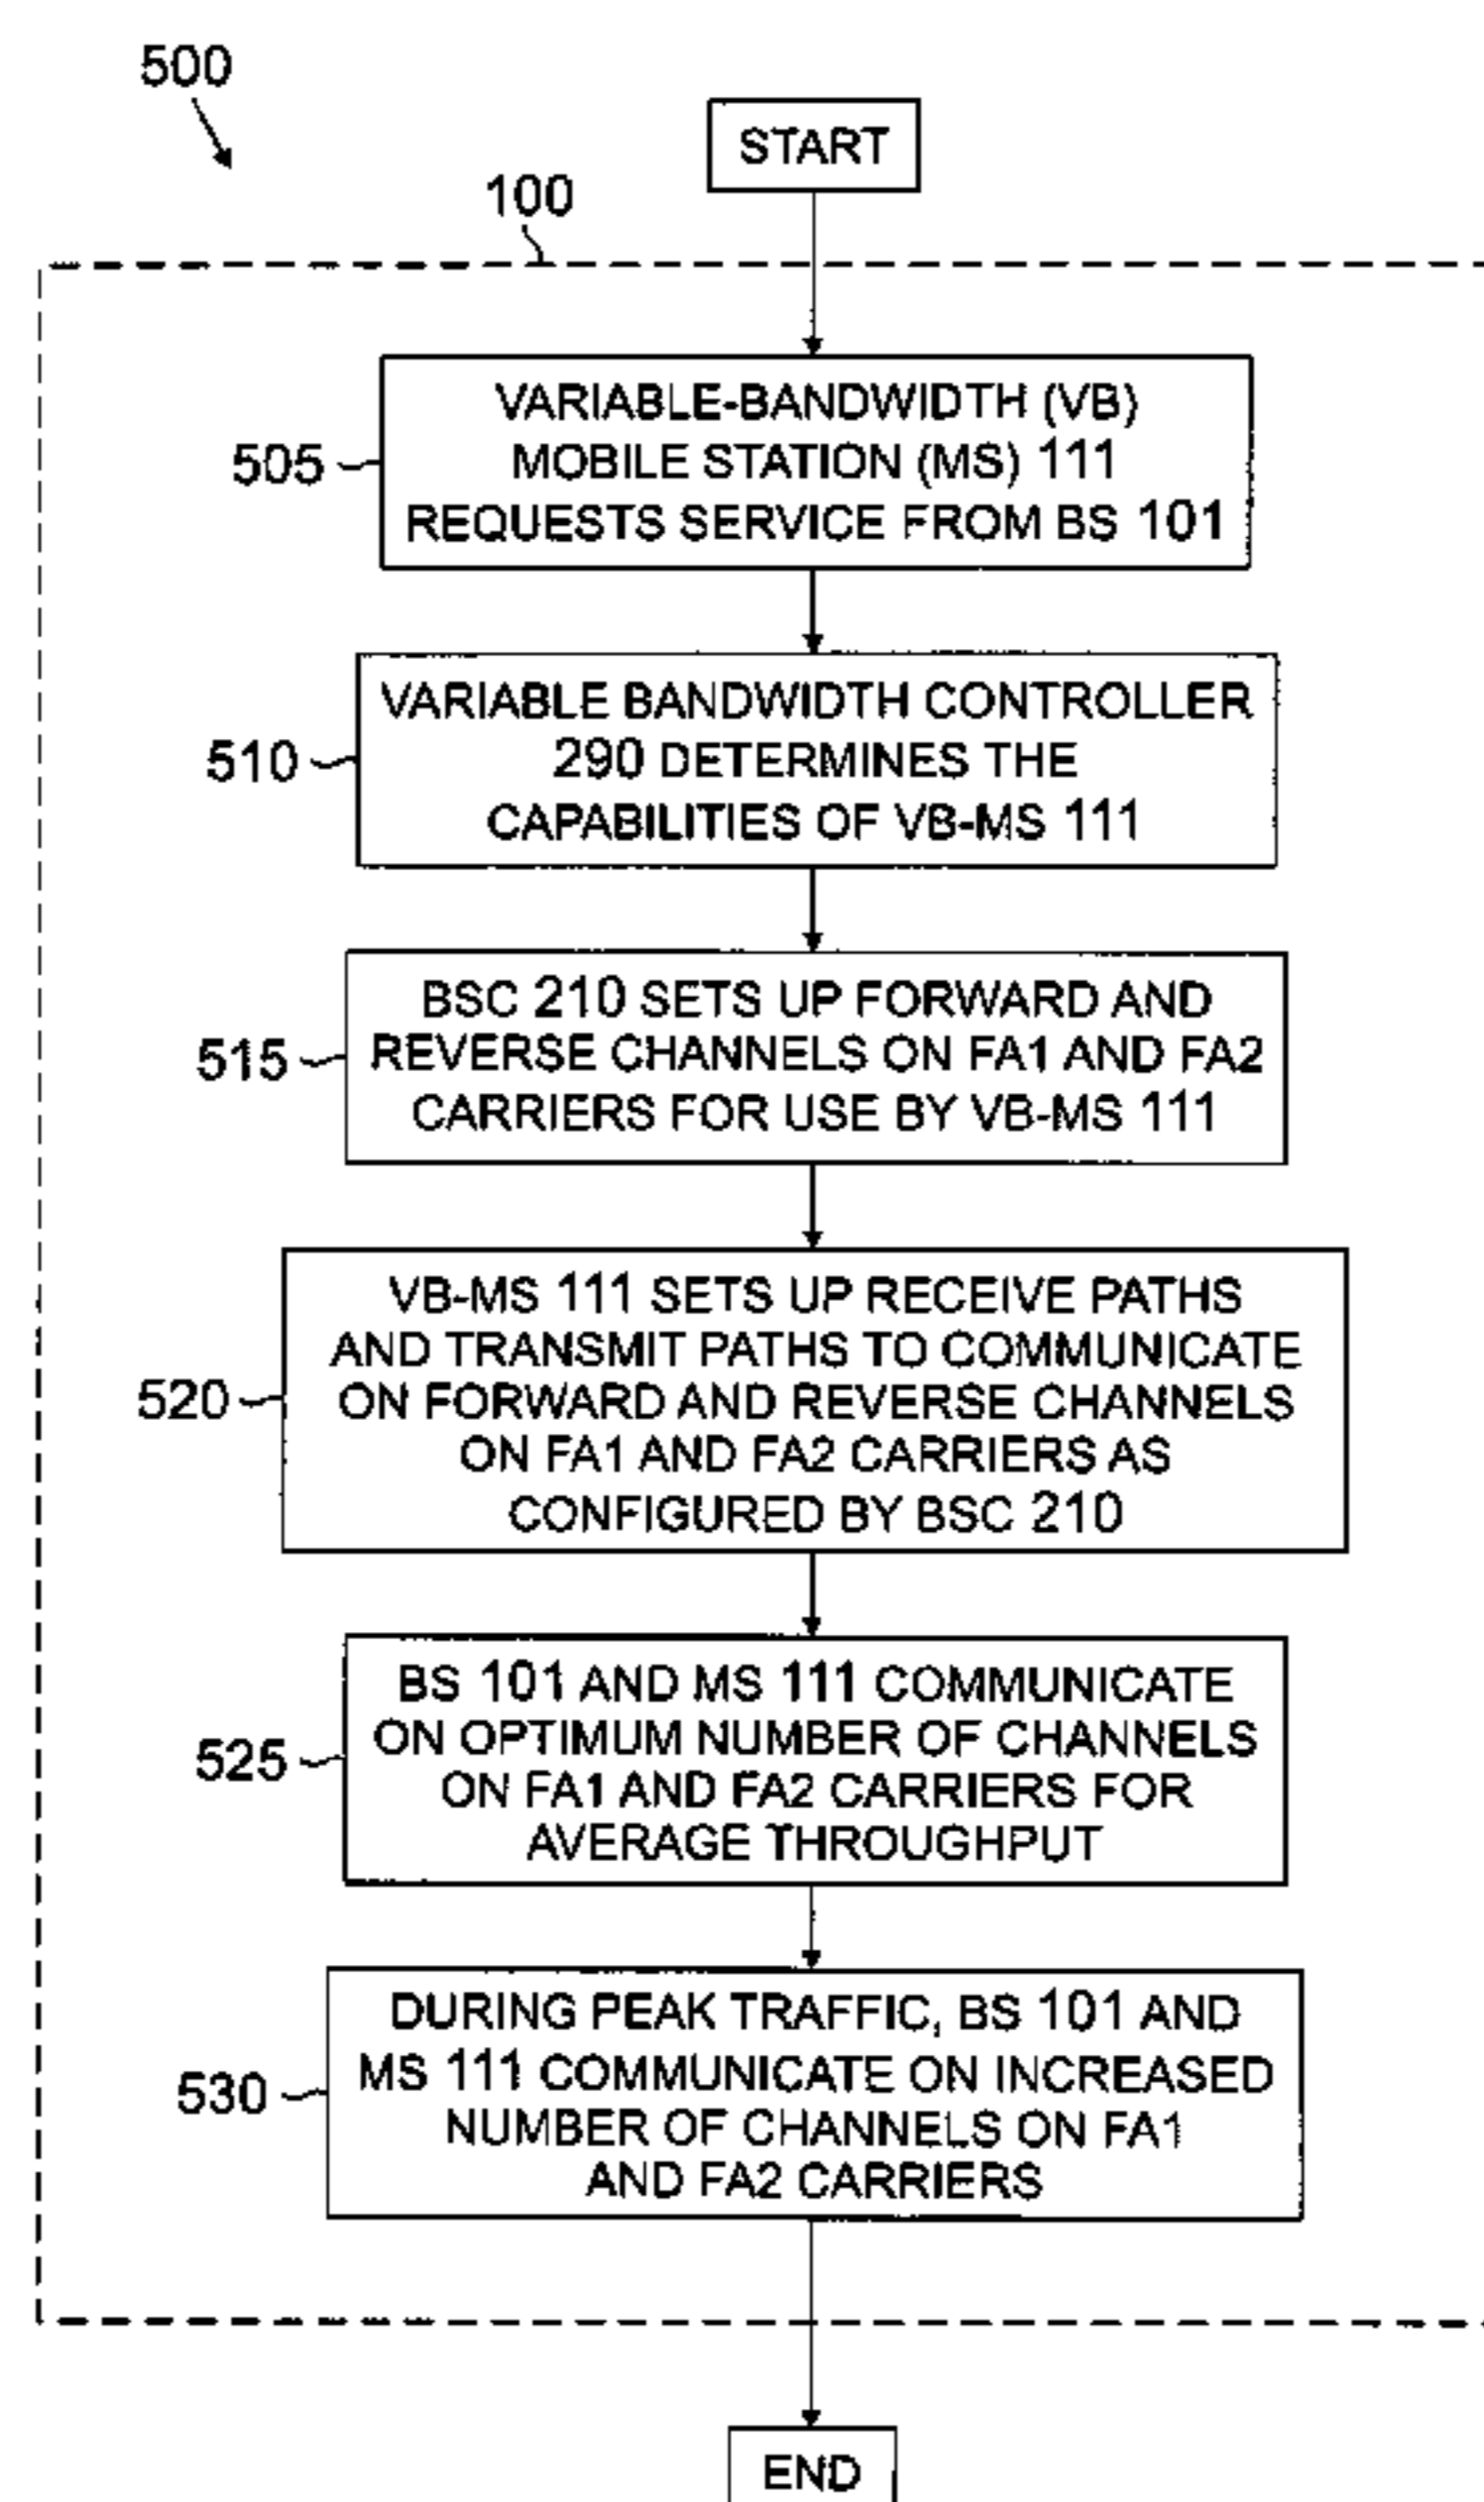 500
START
100
VARIABLE-BANDWIDTH (VB)
MOBILE STATION (MS) 111
REQUESTS SERVICE FROM BS 101
505
VARIABLE BANDWIDTH CONTROLLER
290 DETERMINES THE
CAPABILITIES OF VB-MS 111
510
BSC 210 SETS UP FORWARD AND
REVERSE CHANNELS ON FA1 AND FA2
CARRIERS FOR USE BY VB-MS 111
515
VB-MS 111 SETS UP RECEIVE PATHS
AND TRANSMIT PATHS TO COMMUNICATE
ON FORWARD AND REVERSE CHANNELS
ON FA1 AND FA2 CARRIERS AS
CONFIGURED BY BSC 210
520
BS 101 AND MS 111 COMMUNICATE
ON OPTIMUM NUMBER OF CHANNELS
ON FA1 AND FA2 CARRIERS FOR
AVERAGE THROUGHPUT
525
DURING PEAK TRAFFIC, BS 101 AND
MS 111 COMMUNICATE ON INCREASED
NUMBER OF CHANNELS ON FA1
AND FA2 CARRIERS
530
END